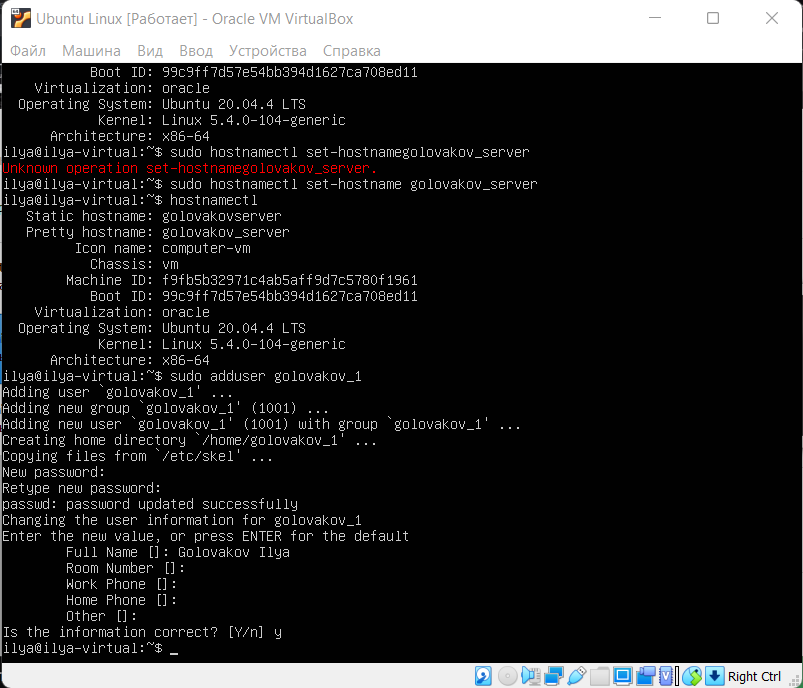 Ubuntu Linux [Работает] - Oracle VM VirtualBox
Файл Машина Вид Ввод Устройства Справка
Boot ID: 99c9ff7d57e54bb394d1627ca708ed11
Virtualization: oracle
Operating System: Ubuntu 20.04.4 LTS
Kernel: Linux 5.4.0-104-generic
Architecture: x86-64
ilya@ilya-virtual:~$ sudo hostnamectl set-hostnamegolovakov_server
Unknown operation set-hostnamegolovakov_server.
ilya@ilya-virtual:~$ sudo hostnamectl set-hostname golovakov_server
ilya@ilya-virtual:~$ hostnamectl
Static hostname: golovakovserver
Pretty hostname: golovakov_server
Icon name: computer-vm
Chassis: vm
Machine ID: f9fb5b32971c4ab5aff9d7c5780f1961
Boot ID: 99c9ff7d57e54bb394d1627ca708ed11
Virtualization: oracle
Operating System: Ubuntu 20.04.4 LTS
Kernel: Linux 5.4.0-104-generic
Architecture: x86-64
ilya@ilya-virtual:~$ sudo adduser golovakov_1
Adding user `golovakov_1' ...
Adding new group `golovakov_1' (1001) ...
Adding new user `golovakov_1' (1001) with group `golovakov_1' ...
Creating home directory `/home/golovakov_1' ...
Copying files from `/etc/skel' ...
New password:
Retype new password:
passwd: password updated successfully
Changing the user information for golovakov_1
Enter the new value, or press ENTER for the default
Full Name []: Golovakov Ilya
Room Number []:
Work Phone []:
Home Phone []:
Other []:
Is the information correct? [Y/n] y
ilya@ilya-virtual:~$ _
Right Ctrl